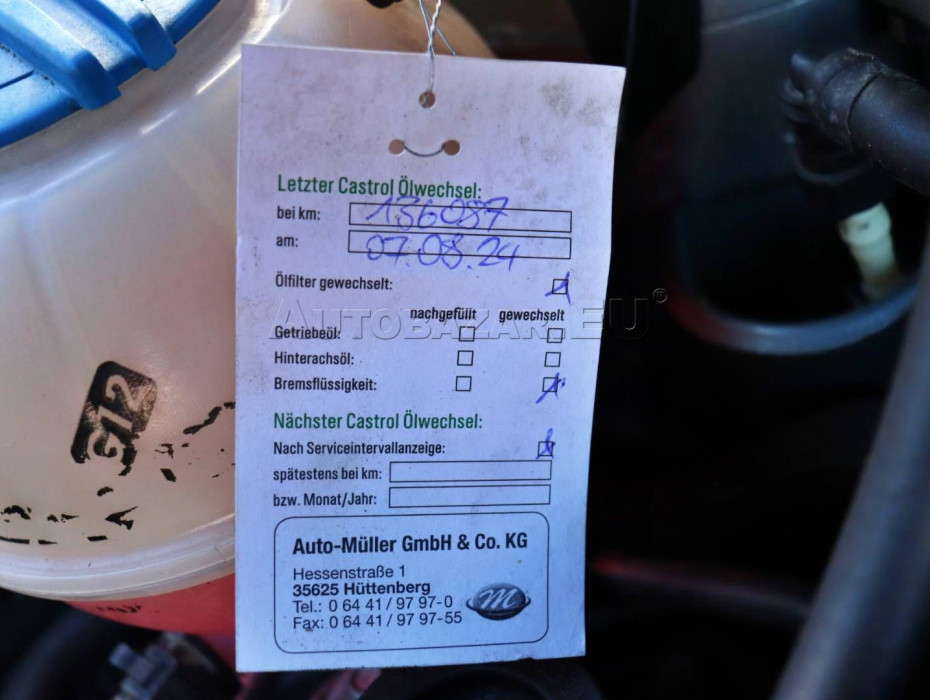 Letzter Castrol Ölwechsel:
bei km: 136087
am: 07.08.24
Ölfilter gewechselt:
nachgefüllt gewechselt
Getriebeöl:
Hinterachsöl:
Bremsflüssigkeit:
Nächster Castrol Ölwechsel:
Nach Serviceintervallanzeige:
spätestens bei km:
bzw. Monat/Jahr:
Auto-Müller GmbH & Co. KG
Hessenstraße 1
35625 Hüttenberg
Tel.: 0 64 41 / 97 97-0
Fax: 0 64 41 / 97 97-55
M
312
AUTOBAZAR.EU©